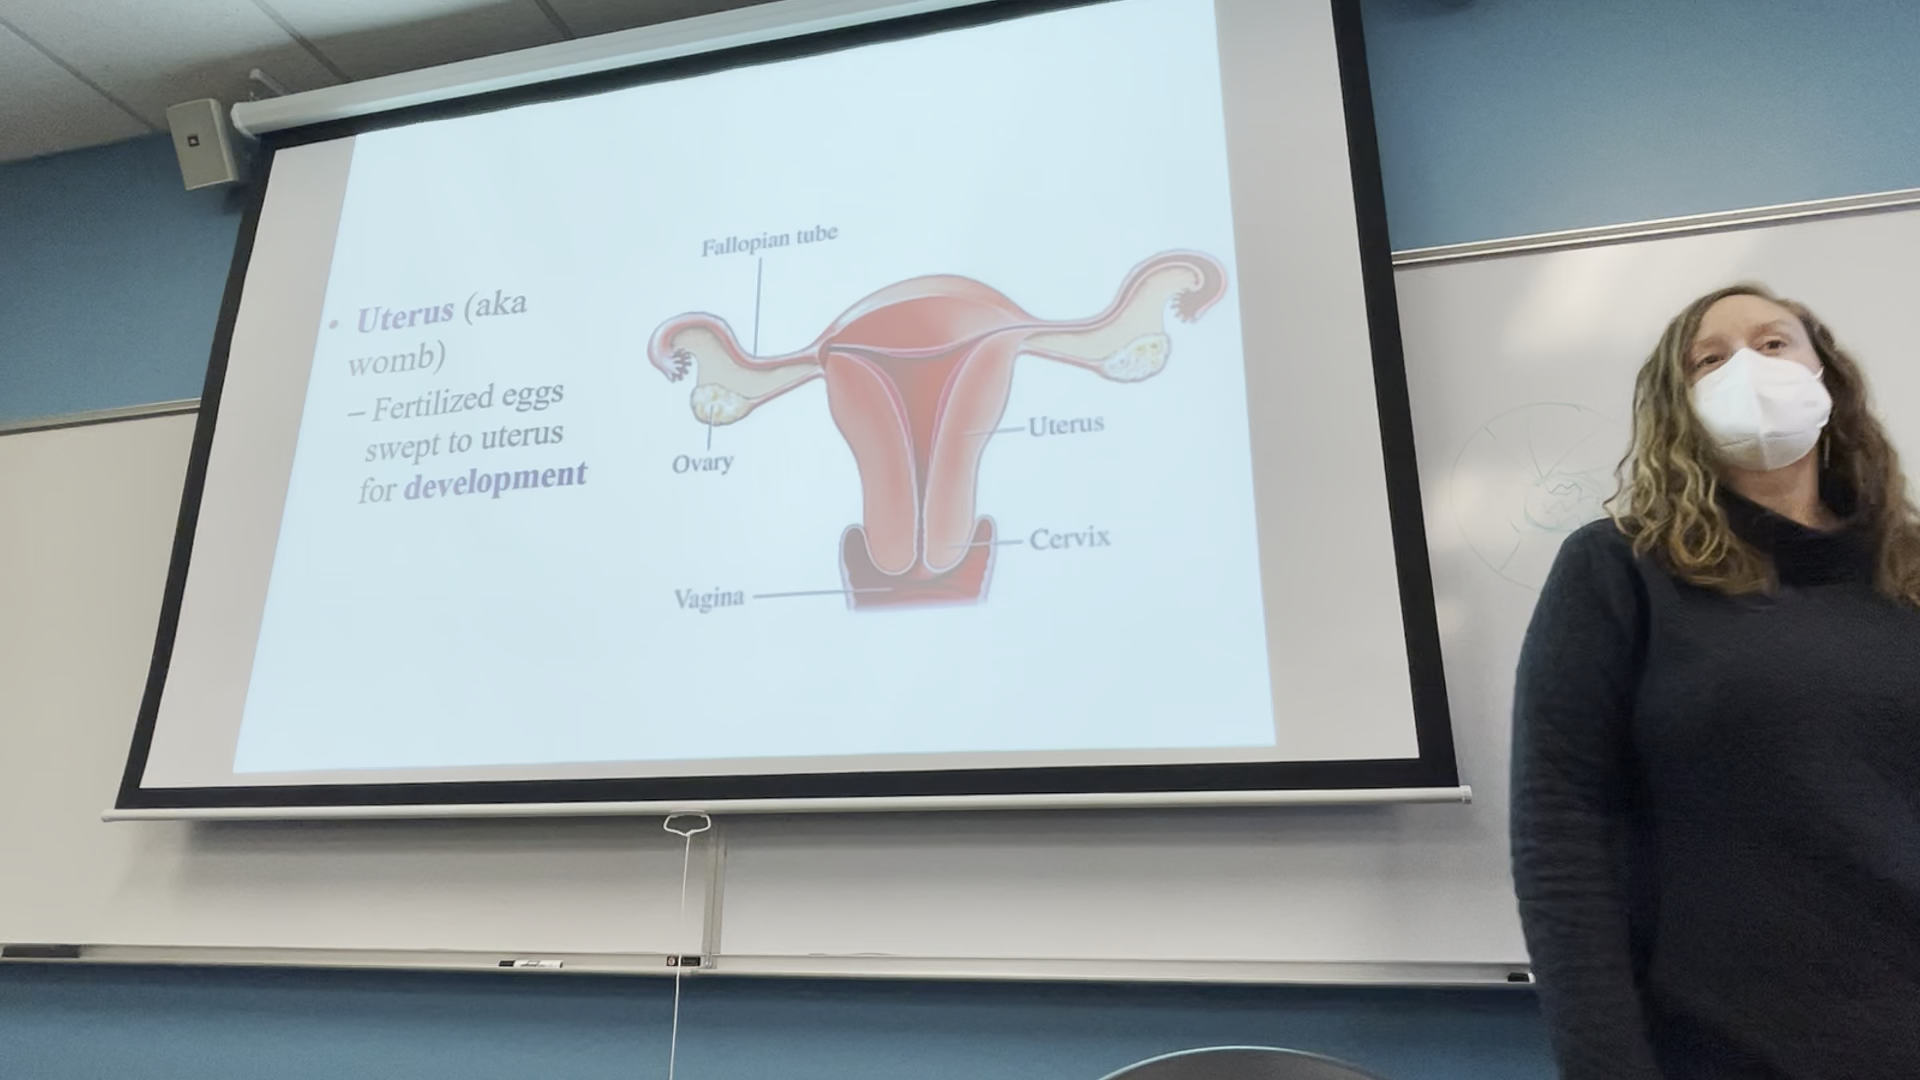 • Uterus (aka
womb)
– Fertilized eggs
swept to uterus
for development
Fallopian tube
Ovary
Uterus
Cervix
Vagina